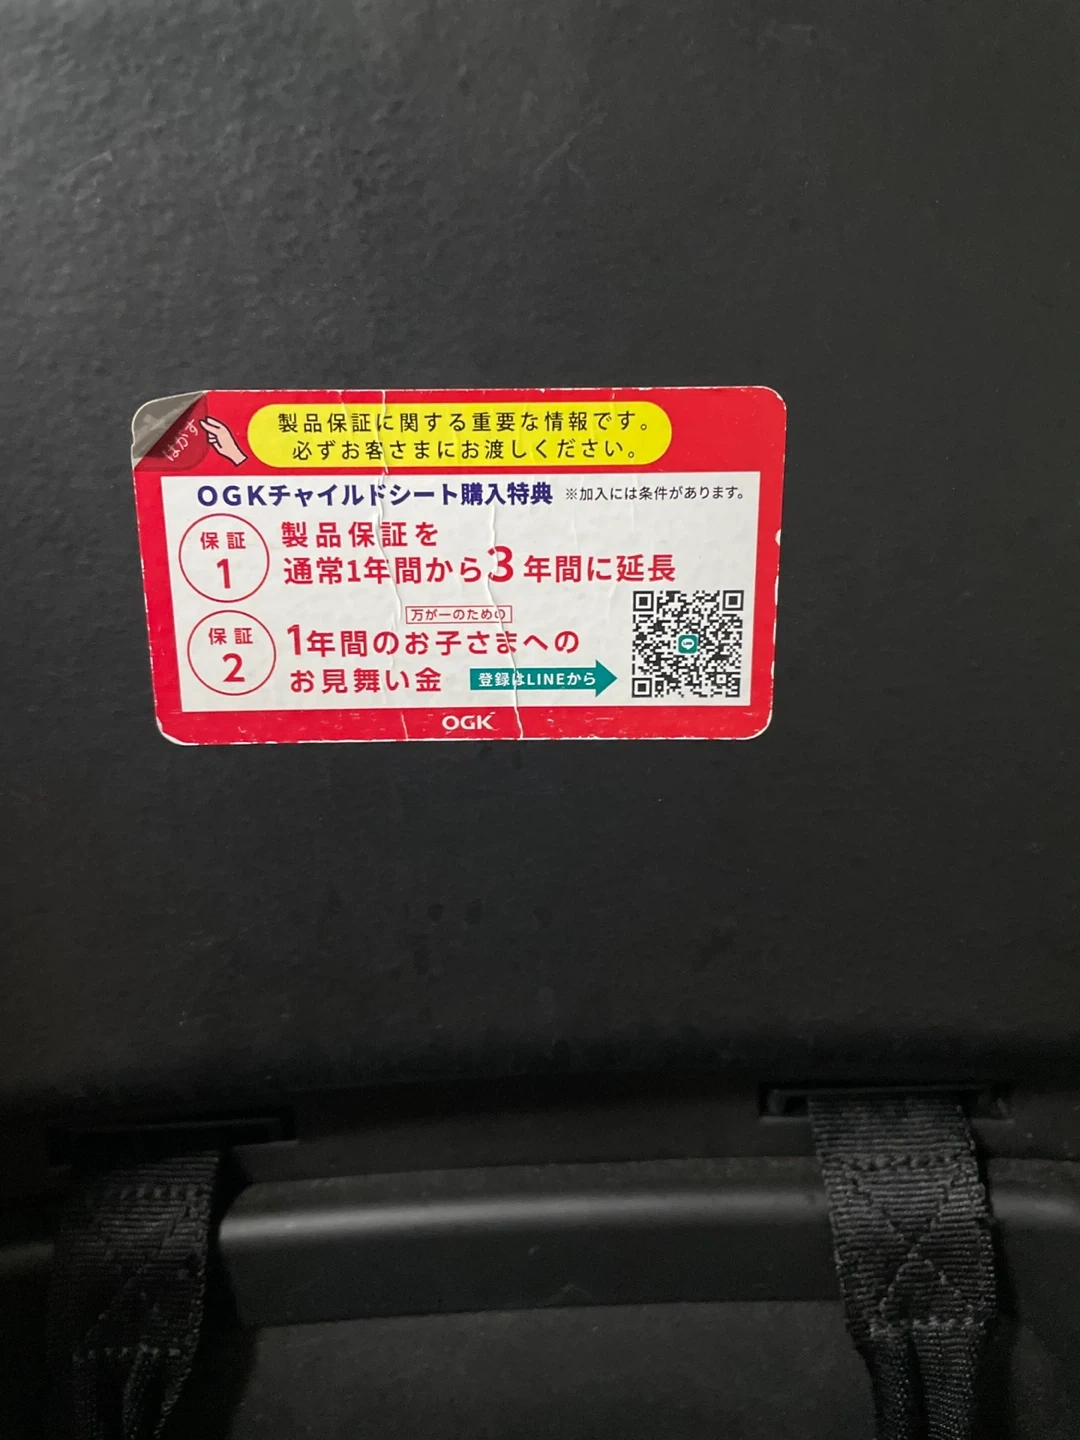 はがす
製品保証に関する重要な情報です。
必ずお客さまにお渡しください。
OGKチャイルドシート購入特典 ※加入には条件があります。
保証
1
製品保証を
通常1年間から3年間に延長
保証
2
万が一のための
1年間のお子さまへの
お見舞い金
登録はLINEから
OGK